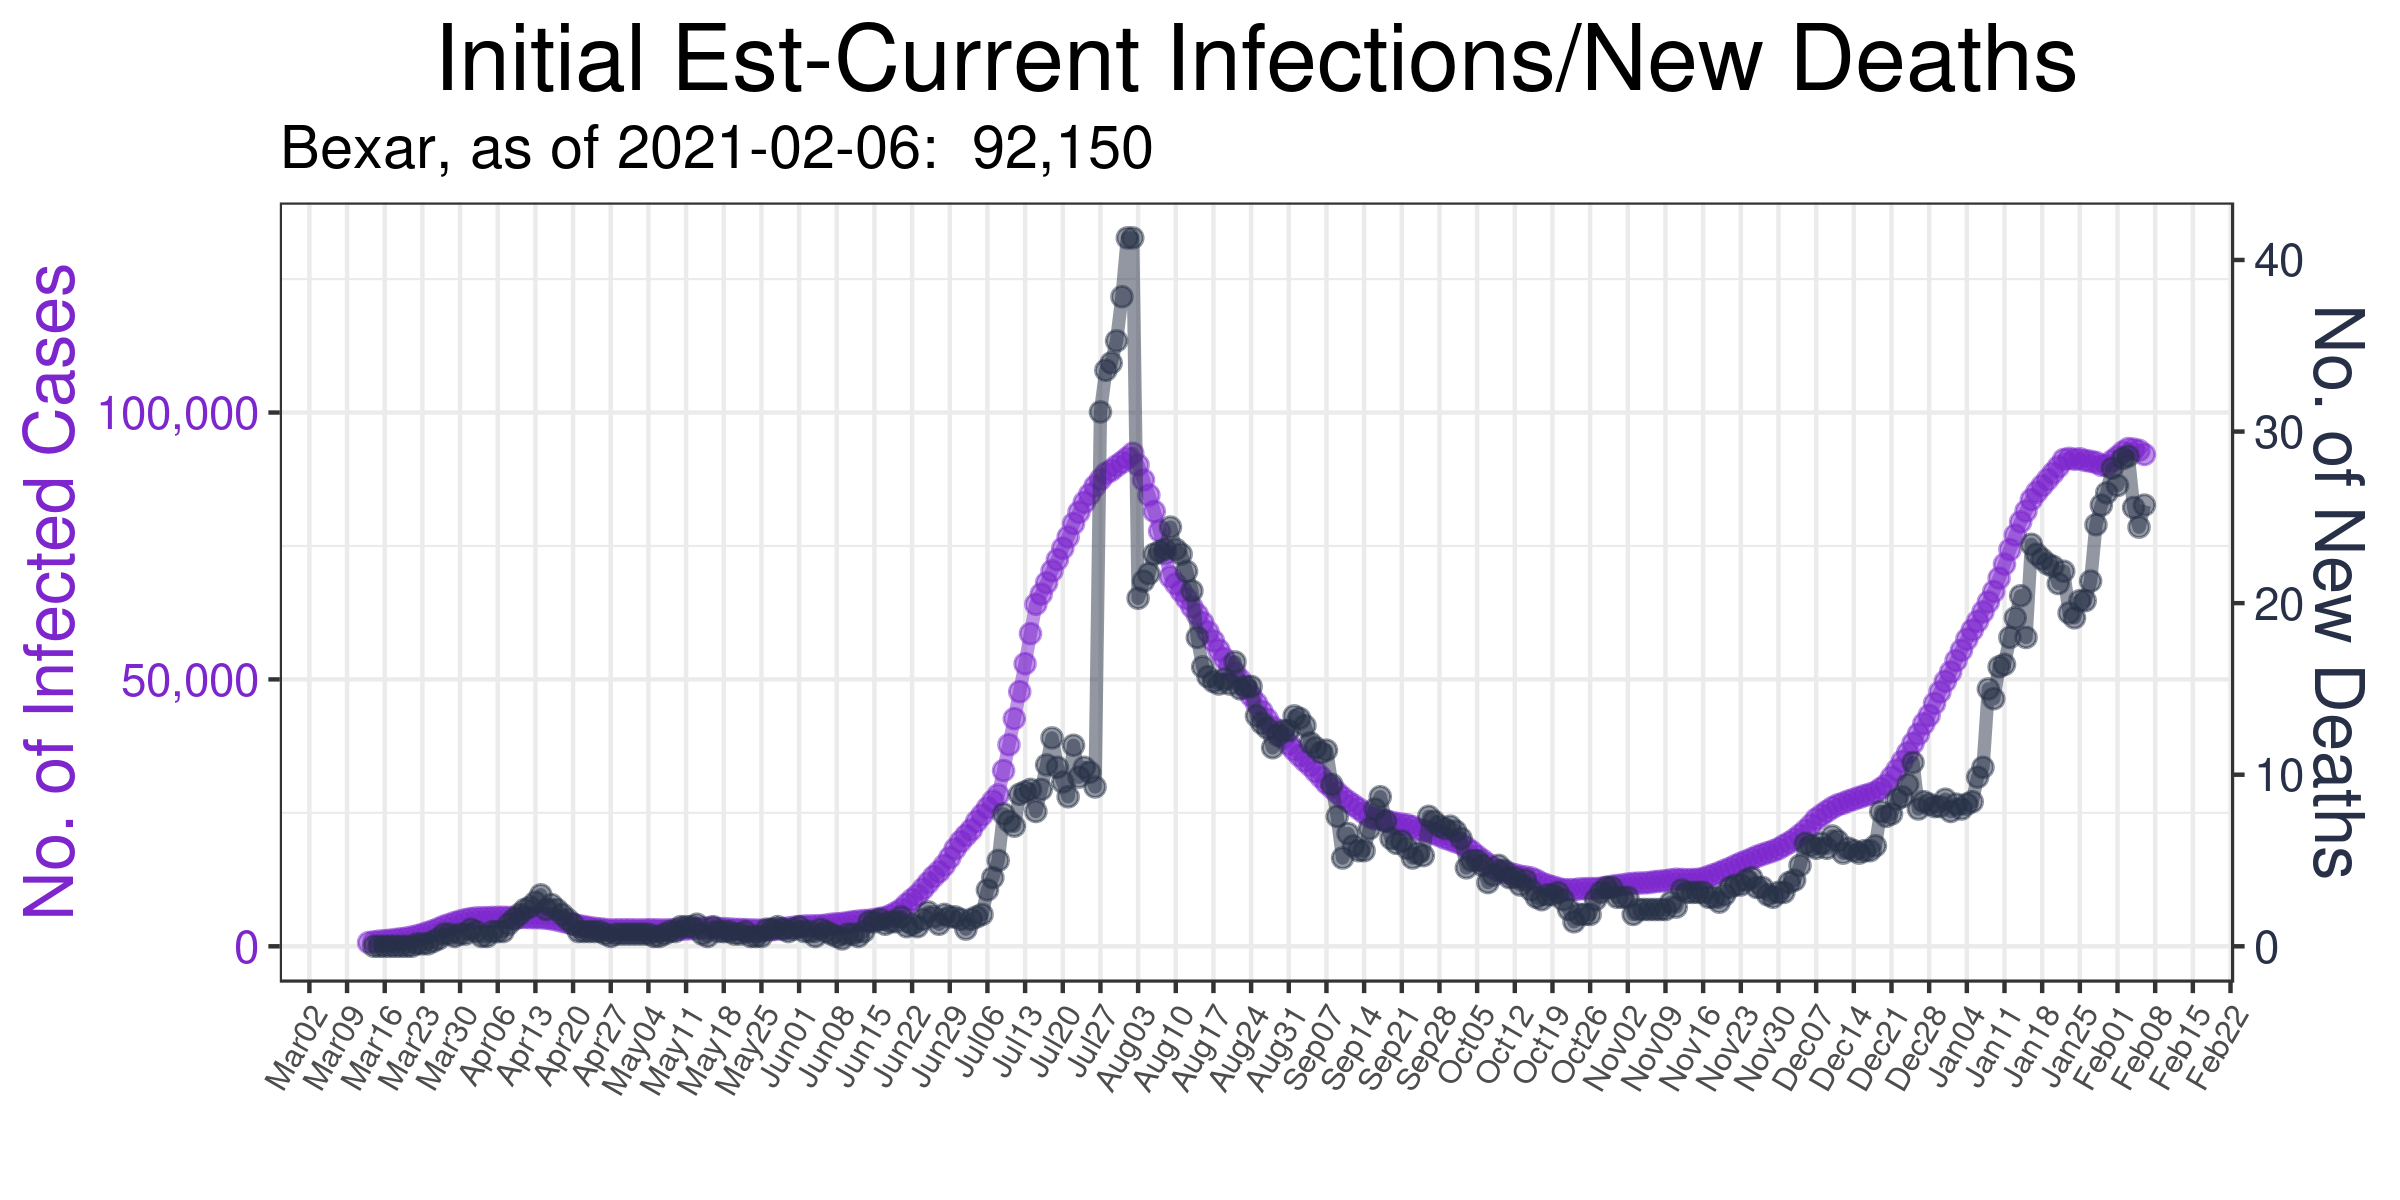 Initial Est-Current Infections/New Deaths
Bexar, as of 2021-02-06:  92,150
No. of Infected Cases
100,000
50,000
0
40
30
20
10
0
No. of New Deaths
Mar02
Mar09
Mar16
Mar23
Mar30
Apr06
Apr13
Apr20
Apr27
May04
May11
May18
May25
Jun01
Jun08
Jun15
Jun22
Jun29
Jul06
Jul13
Jul20
Jul27
Aug03
Aug10
Aug17
Aug24
Aug31
Sep07
Sep14
Sep21
Sep28
Oct05
Oct12
Oct19
Oct26
Nov02
Nov09
Nov16
Nov23
Nov30
Dec07
Dec14
Dec21
Dec28
Jan04
Jan11
Jan18
Jan25
Feb01
Feb08
Feb15
Feb22